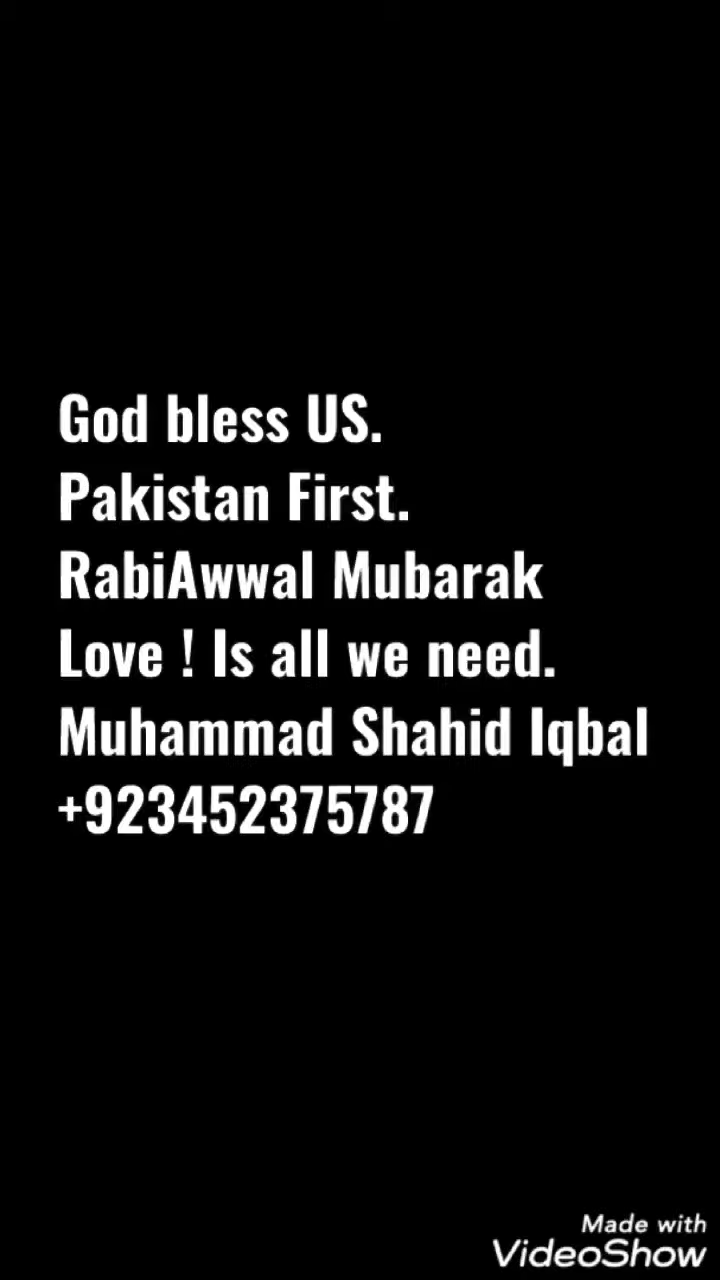 God bless US.
Pakistan First.
RabiAwwal Mubarak
Love ! Is all we need.
Muhammad Shahid Iqbal
+923452375787
Made with
VideoShow